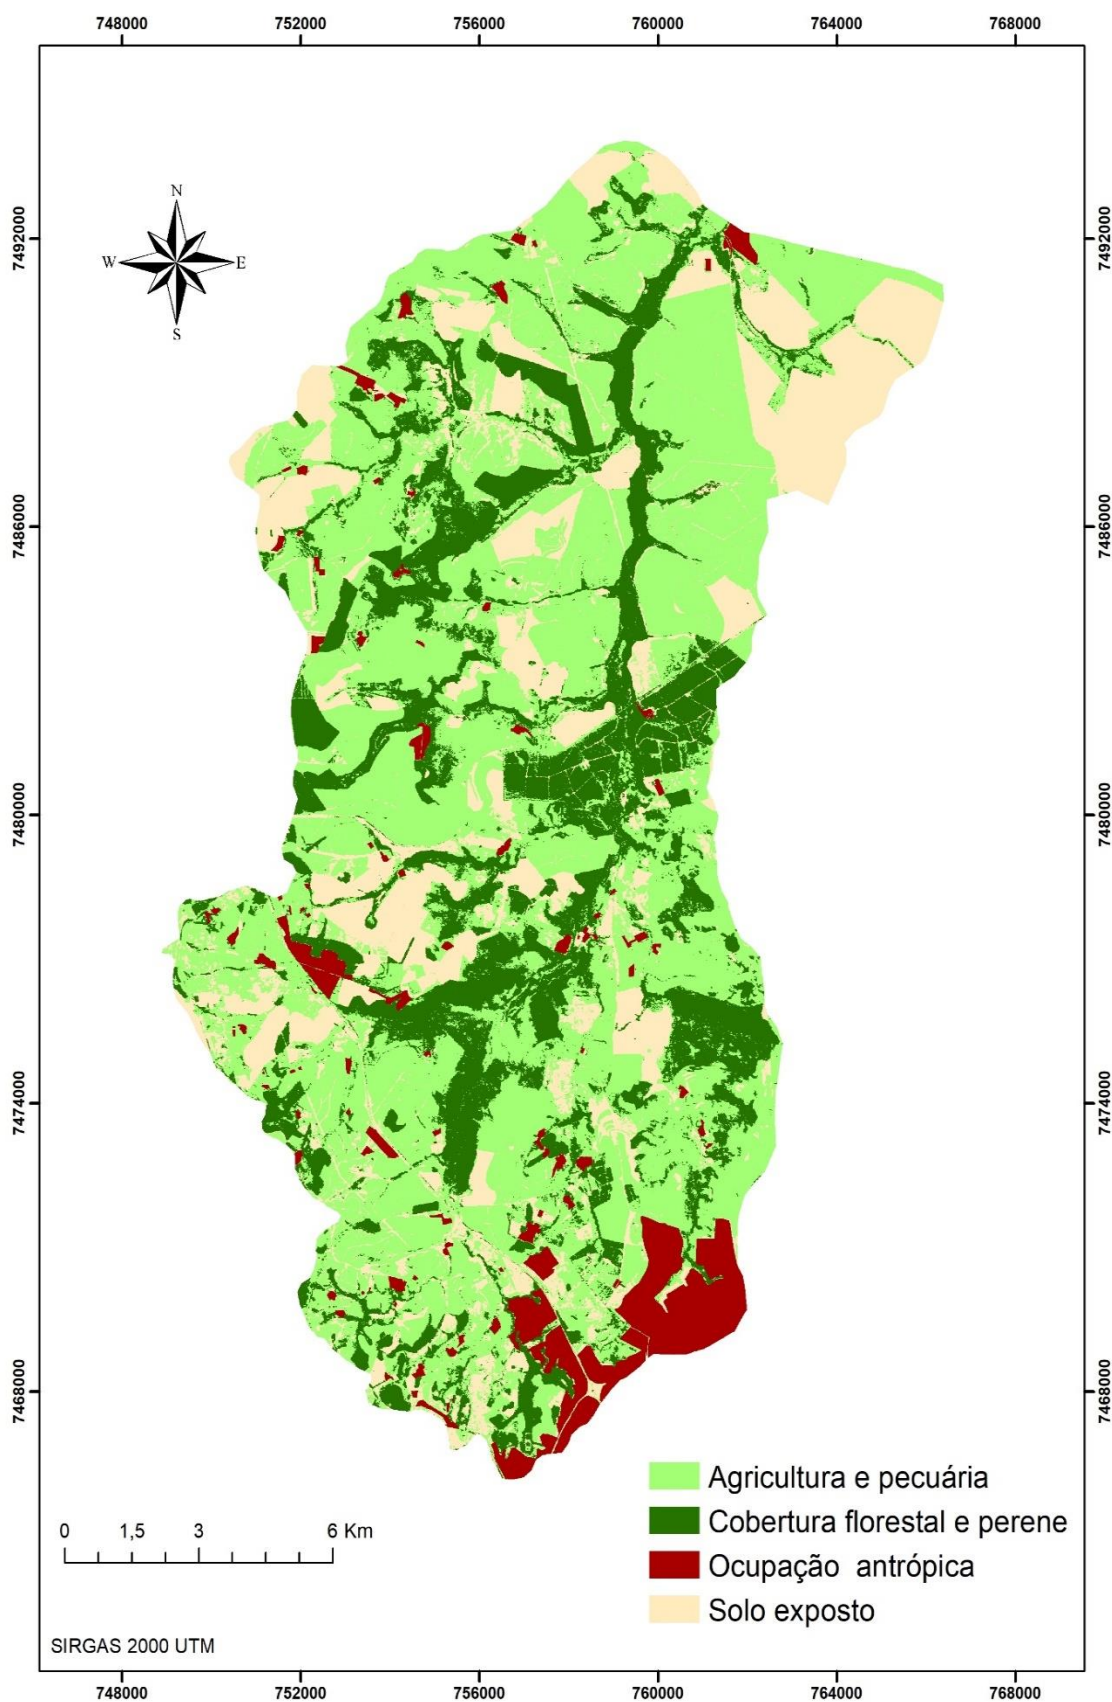 748000 752000 756000 760000 764000 768000
N
W E
S
7492000 7492000
7486000 7486000
7480000 7480000
7474000 7474000
7468000 7468000
Agricultura e pecuária
Cobertura florestal e perene
Ocupação antrópica
Solo exposto
0 1,5 3 6 Km
SIRGAS 2000 UTM
748000 752000 756000 760000 764000 768000